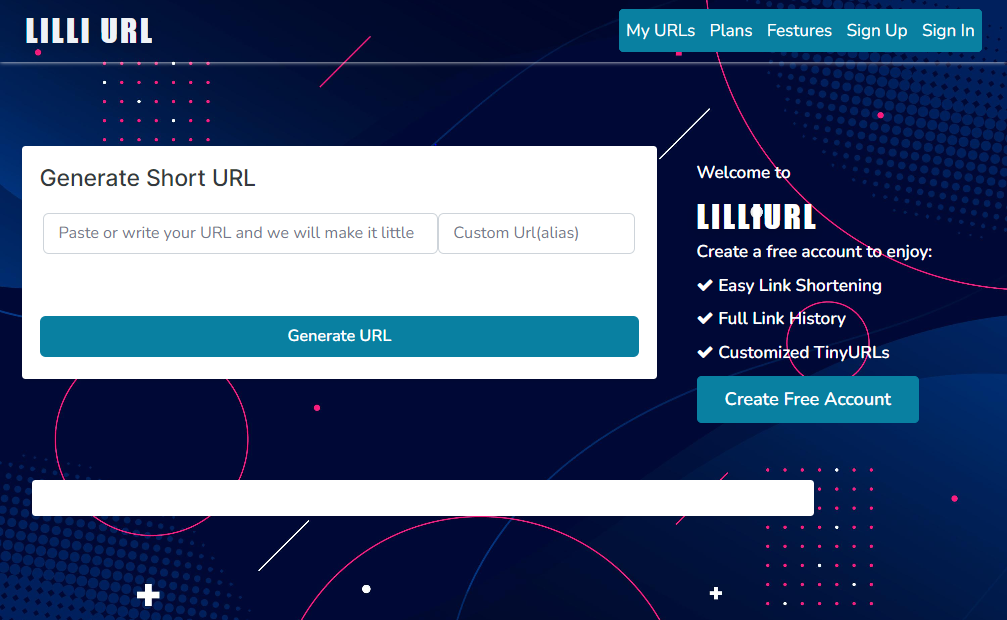 LILLI URL
My URLs Plans Festures Sign Up Sign In
Generate Short URL
Paste or write your URL and we will make it little
Custom Url(alias)
Generate URL
Welcome to
LILLI URL
Create a free account to enjoy:
Easy Link Shortening
Full Link History
Customized TinyURLs
Create Free Account